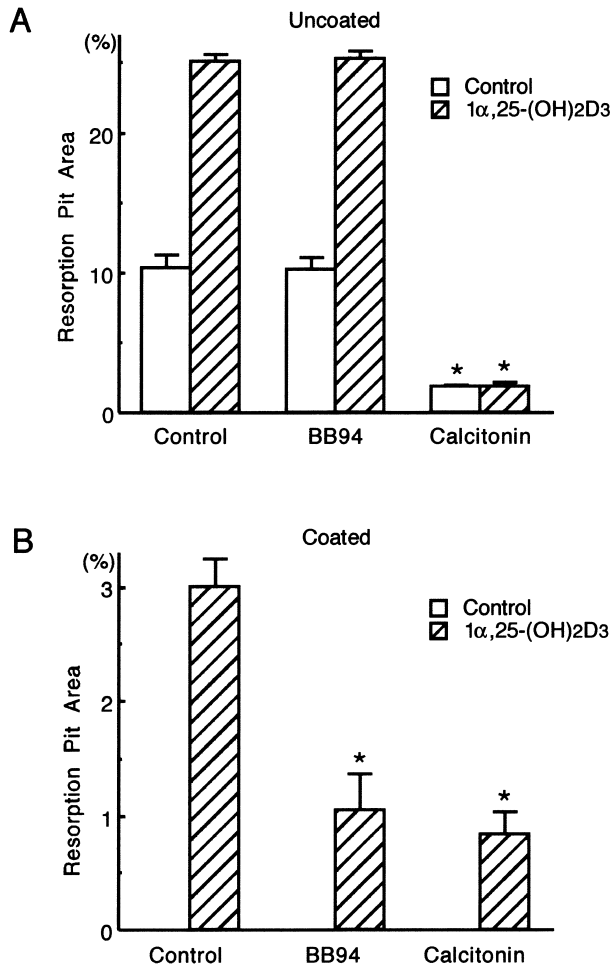 A
Uncoated
(%)
Resorption Pit Area
20
10
0
Control
1α,25-(OH)2D3
*
*
Control
BB94
Calcitonin
B
Coated
(%)
Resorption Pit Area
3
2
1
0
Control
1α,25-(OH)2D3
*
*
Control
BB94
Calcitonin